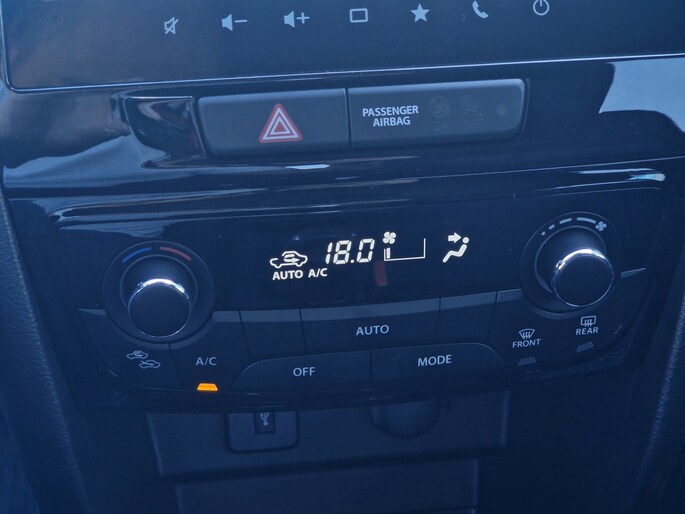 PASSENGER
AIRBAG
18.0
AUTO A/C
AUTO
FRONT
REAR
A/C
OFF
MODE